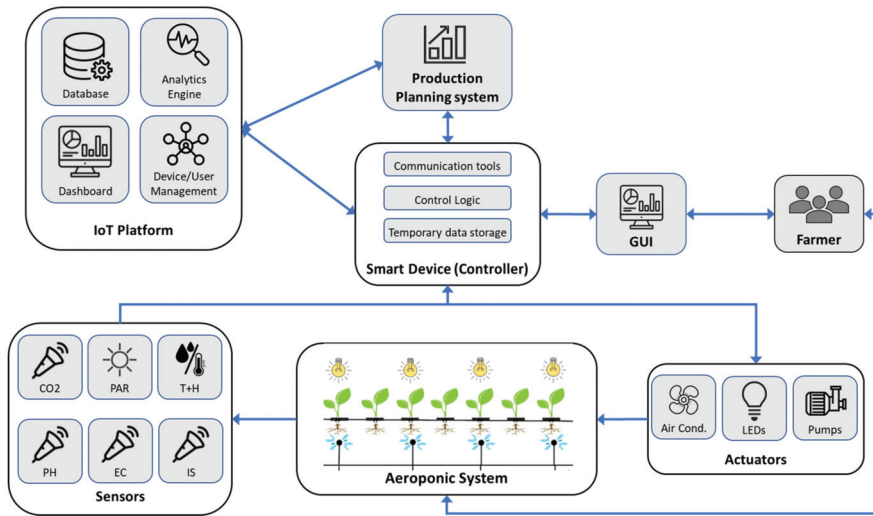 Database
Analytics
Engine
Dashboard
Device/User
Management
IoT Platform
Production
Planning system
Communication tools
Control Logic
Temporary data storage
Smart Device (Controller)
GUI
Farmer
CO2
PAR
T+H
PH
EC
IS
Sensors
Aeroponic System
Air Cond.
LEDs
Pumps
Actuators